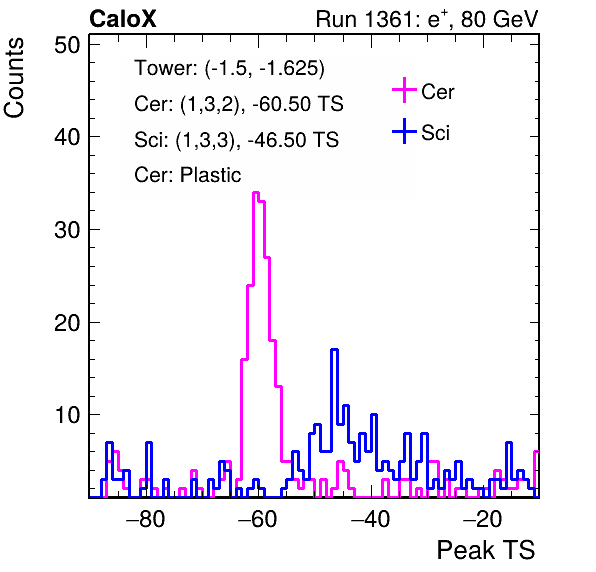 CaloX Run 1361: e⁺, 80 GeV
Counts
50
Tower: (-1.5, -1.625)
Cer: (1,3,2), -60.50 TS
Sci: (1,3,3), -46.50 TS
Cer: Plastic
Cer
Sci
40
30
20
10
−80 −60 −40 −20
Peak TS